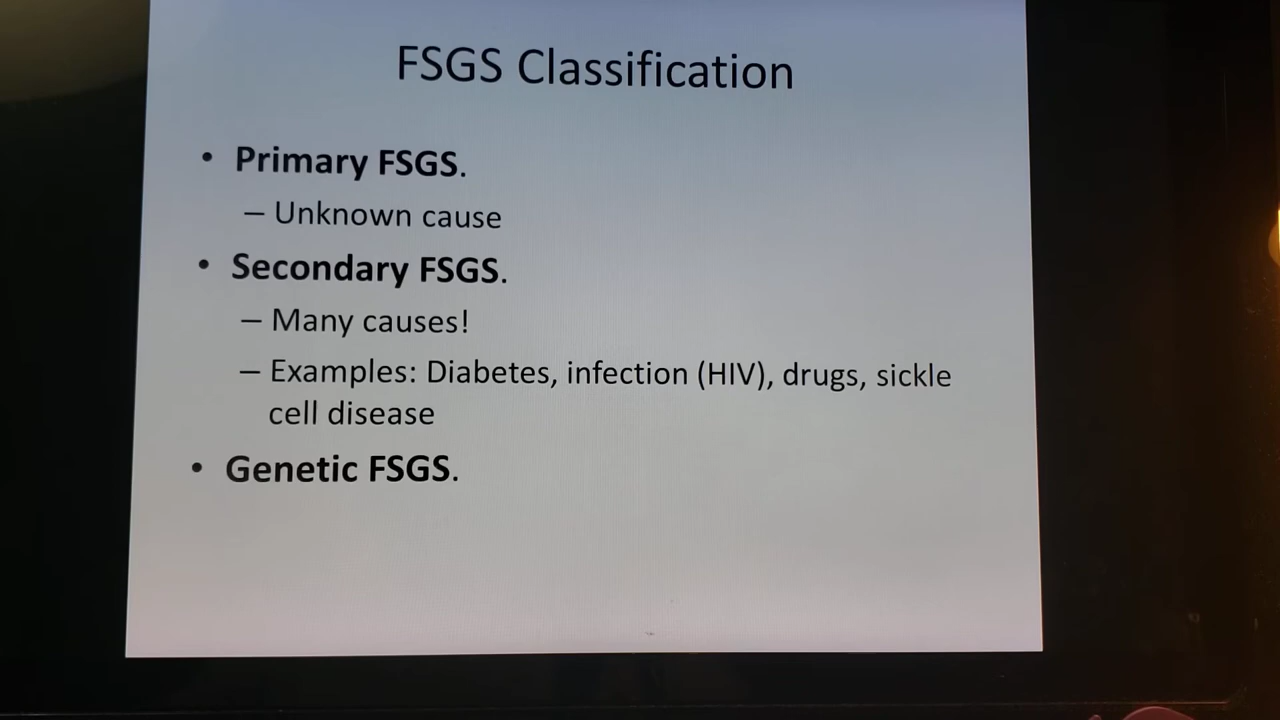 FSGS Classification
• Primary FSGS.
– Unknown cause
• Secondary FSGS.
– Many causes!
– Examples: Diabetes, infection (HIV), drugs, sickle
cell disease
• Genetic FSGS.